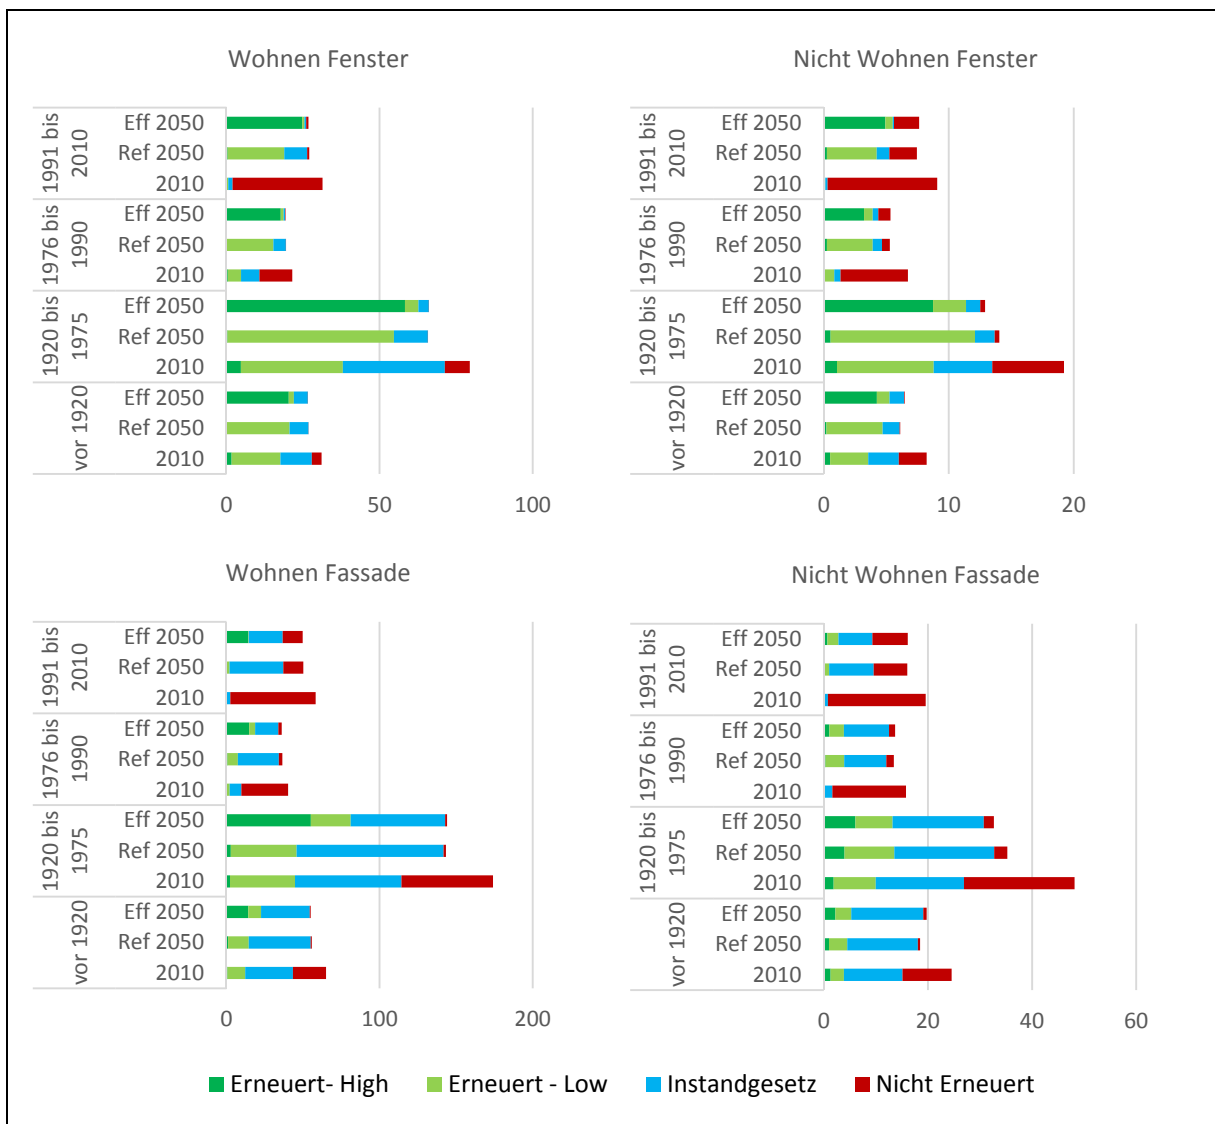 Wohnen Fenster
1991 bis
2010
Eff 2050
Ref 2050
2010
1976 bis
1990
Eff 2050
Ref 2050
2010
1920 bis
1975
Eff 2050
Ref 2050
2010
vor 1920
Eff 2050
Ref 2050
2010
0 50 100
Nicht Wohnen Fenster
1991 bis
2010
Eff 2050
Ref 2050
2010
1976 bis
1990
Eff 2050
Ref 2050
2010
1920 bis
1975
Eff 2050
Ref 2050
2010
vor 1920
Eff 2050
Ref 2050
2010
0 10 20
Wohnen Fassade
1991 bis
2010
Eff 2050
Ref 2050
2010
1976 bis
1990
Eff 2050
Ref 2050
2010
1920 bis
1975
Eff 2050
Ref 2050
2010
vor 1920
Eff 2050
Ref 2050
2010
0 100 200
Nicht Wohnen Fassade
1991 bis
2010
Eff 2050
Ref 2050
2010
1976 bis
1990
Eff 2050
Ref 2050
2010
1920 bis
1975
Eff 2050
Ref 2050
2010
vor 1920
Eff 2050
Ref 2050
2010
0 20 40 60
Erneuert- High Erneuert - Low Instandgesetz Nicht Erneuert